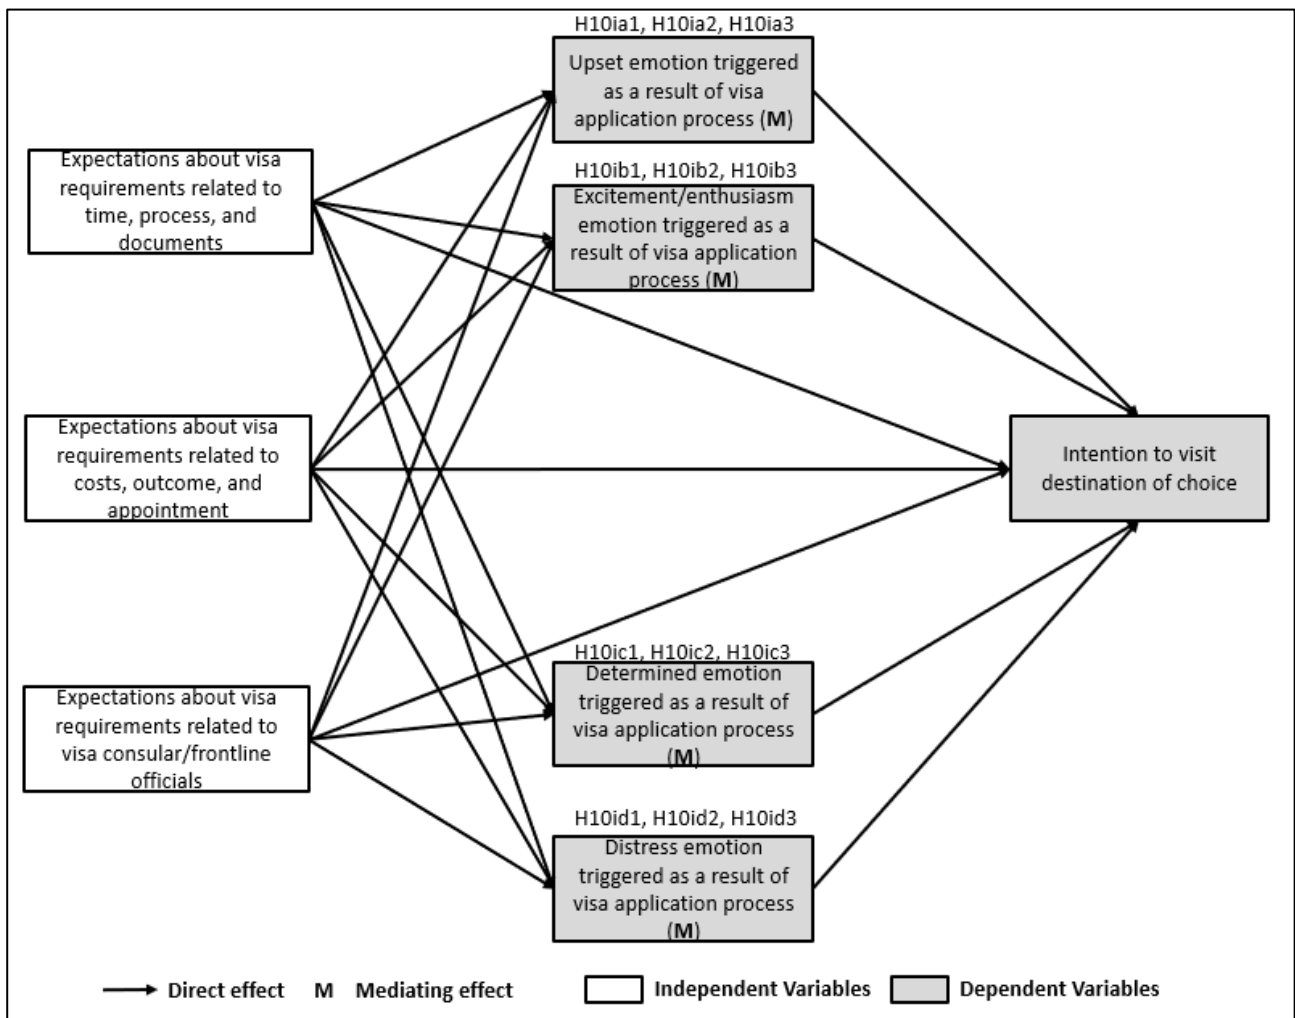 H10ia1, H10ia2, H10ia3
Upset emotion triggered
as a result of visa
application process (M)
Expectations about visa
requirements related to
time, process, and
documents
H10ib1, H10ib2, H10ib3
Excitement/enthusiasm
emotion triggered as a
result of visa application
process (M)
Expectations about visa
requirements related to
costs, outcome, and
appointment
Intention to visit
destination of choice
Expectations about visa
requirements related to
visa consular/frontline
officials
H10ic1, H10ic2, H10ic3
Determined emotion
triggered as a result of
visa application process
(M)
H10id1, H10id2, H10id3
Distress emotion
triggered as a result of
visa application process
(M)
Direct effect M Mediating effect Independent Variables Dependent Variables